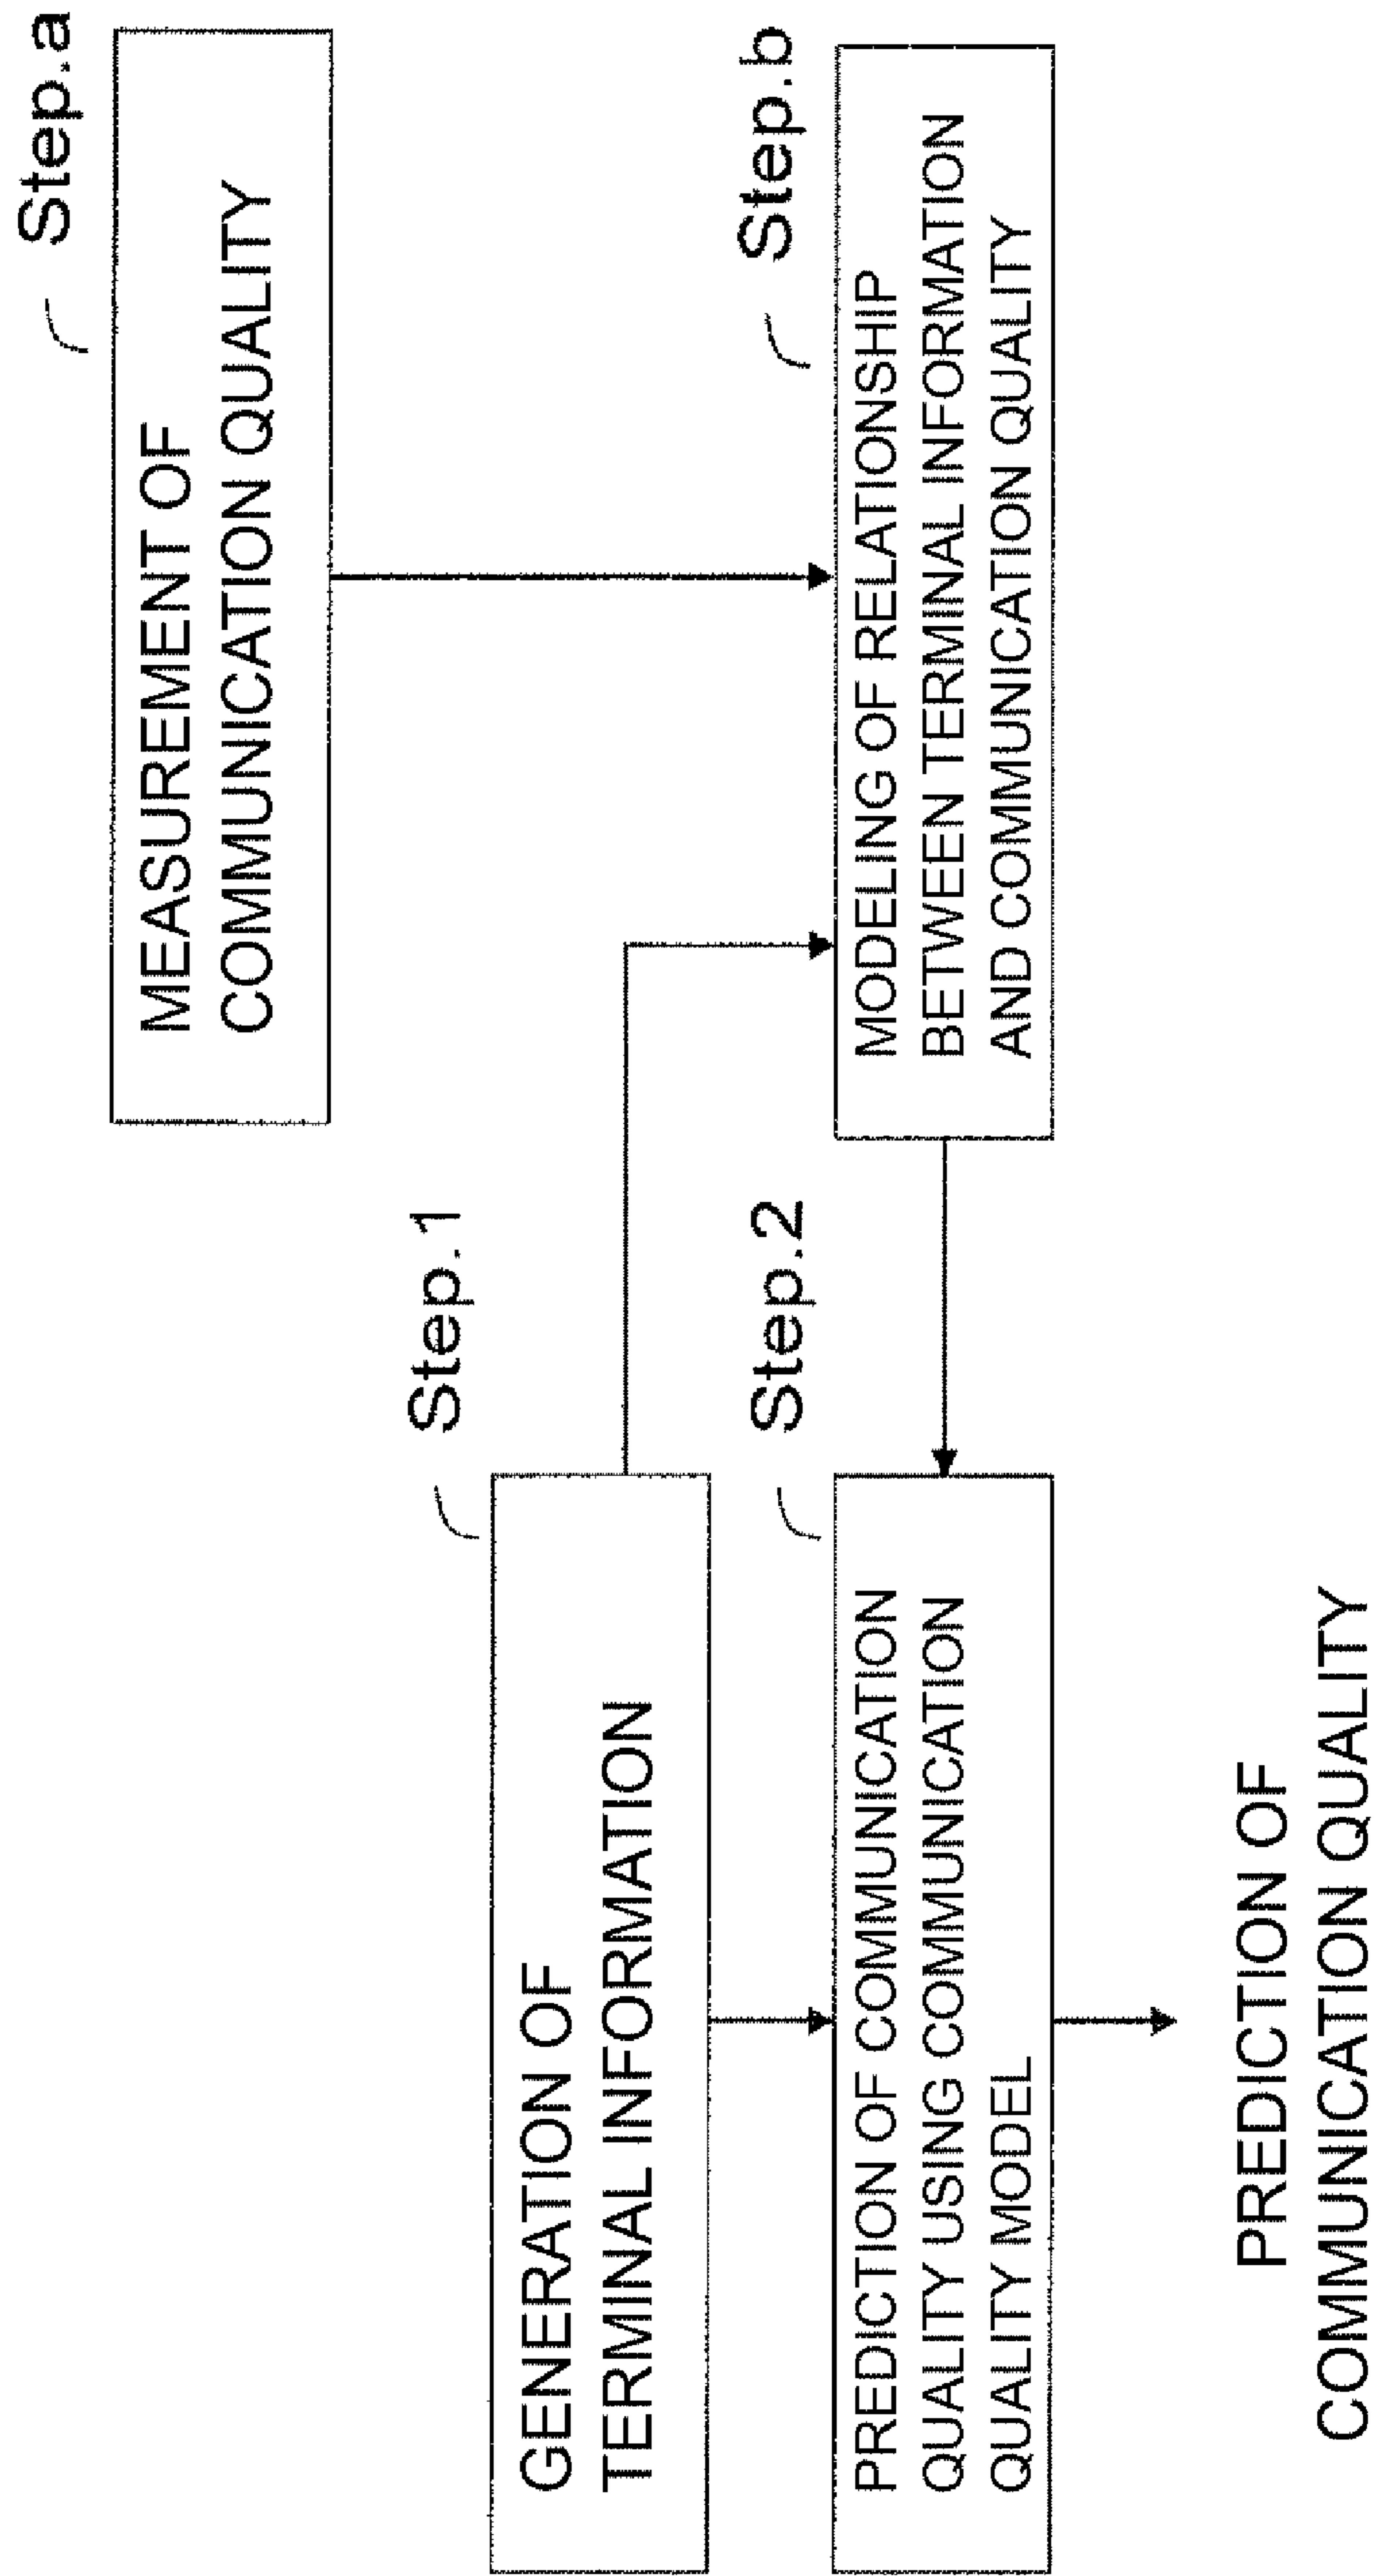 Step.a
MEASUREMENT OF
COMMUNICATION QUALITY
Step.1
GENERATION OF
TERMINAL INFORMATION
Step.2
PREDICTION OF COMMUNICATION
QUALITY USING COMMUNICATION
QUALITY MODEL
Step.b
MODELING OF RELATIONSHIP
BETWEEN TERMINAL INFORMATION
AND COMMUNICATION QUALITY
PREDICTION OF
COMMUNICATION QUALITY